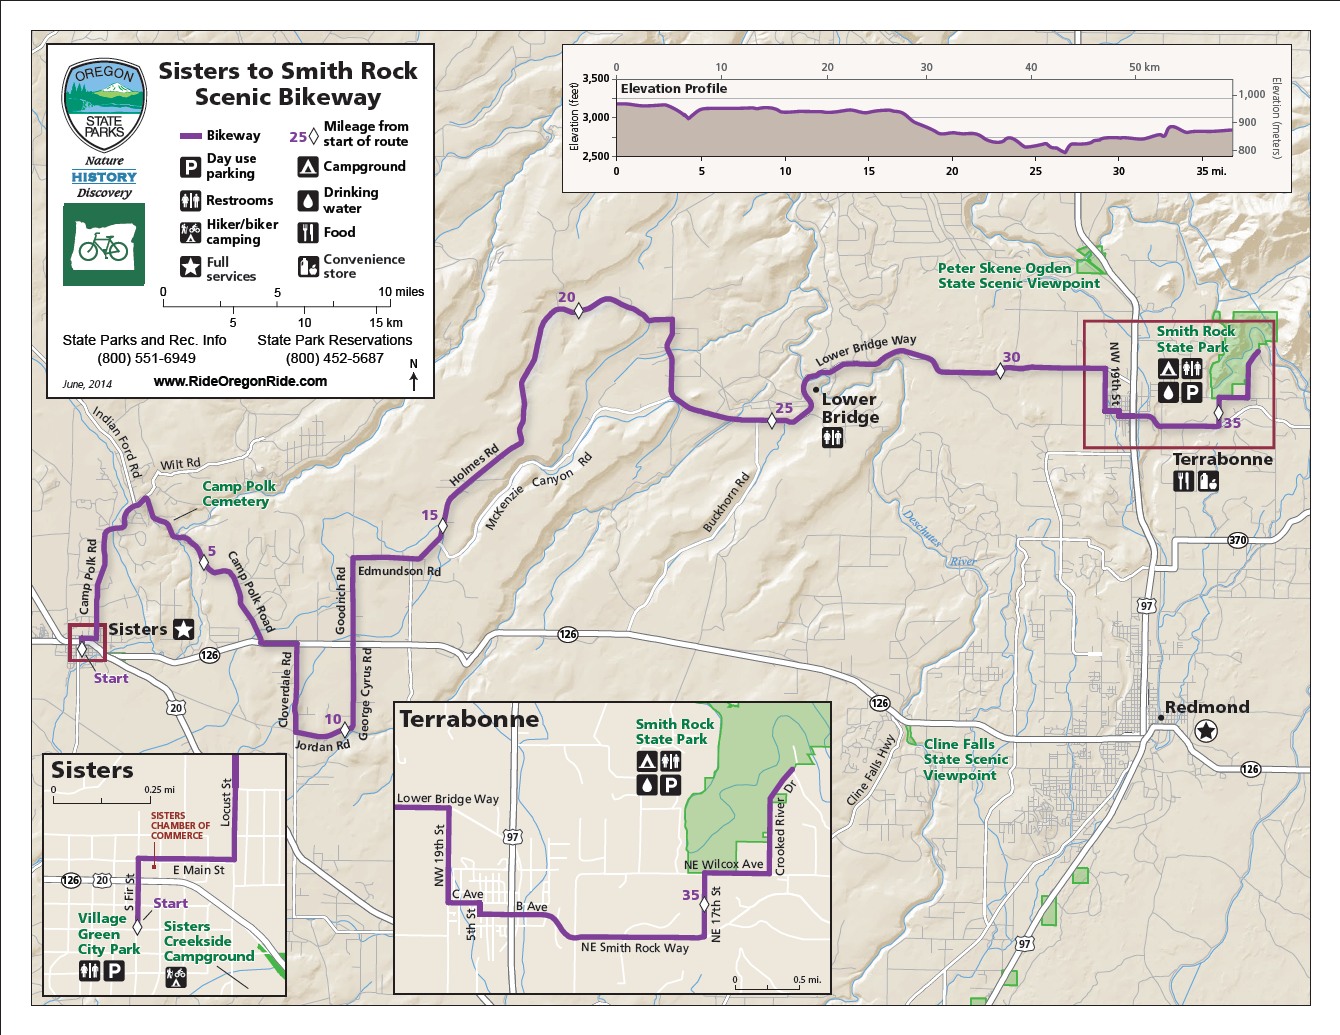 OREGON
STATE
PARKS
Nature
HISTORY
Discovery
Sisters to Smith Rock
Scenic Bikeway
Bikeway
25
Mileage from
start of route
Day use
parking
Campground
Restrooms
Drinking
water
Hiker/biker
camping
Food
Full
services
Convenience
store
0 5 10 miles
5 10 15 km
State Parks and Rec. Info
(800) 551-6949
State Park Reservations
(800) 452-5687
June, 2014
www.RideOregonRide.com
N
0 10 20 30 40 50 km
Elevation Profile
Elevation (feet)
3,500
3,000
2,500
Elevation (meters)
1,000
900
800
0 5 10 15 20 25 30 35 mi.
Peter Skene Ogden
State Scenic Viewpoint
Smith Rock
State Park
NW 19th St
35
Terrabonne
20
Lower Bridge Way
30
25
Lower
Bridge
Indian Ford Rd
Wilt Rd
Camp Polk
Cemetery
Holmes Rd
McKenzie Canyon Rd
Buckhorn Rd
15
Deschutes
River
370
Camp Polk Rd
5
Camp Polk Road
Goodrich Rd
Edmundson Rd
97
Sisters
126
126
Start
20
Cloverdale Rd
George Cyrus Rd
10
Jordan Rd
126
Redmond
Cline Falls
State Scenic
Viewpoint
Cline Falls Hwy
126
97
Sisters
0 0.25 mi
Locust St
SISTERS
CHAMBER OF
COMMERCE
E Main St
126
20
S Fir St
Start
Village
Green
City Park
Sisters
Creekside
Campground
Terrabonne
Smith Rock
State Park
Lower Bridge Way
NW 19th St
97
Crooked River Dr
NE Wilcox Ave
C Ave
B Ave
5th St
35
NE 17th St
NE Smith Rock Way
0 0.5 mi.